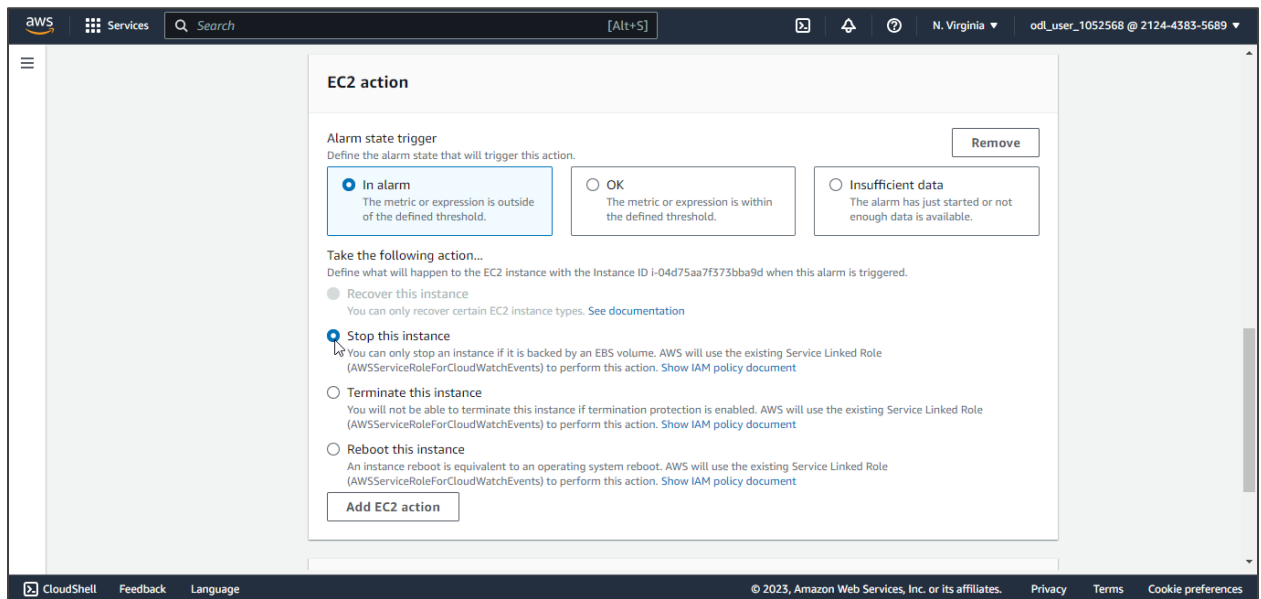 aws Services Search [Alt+S] N. Virginia ▼ odl_user_1052568 @ 2124-4383-5689 ▼
EC2 action
Alarm state trigger
Define the alarm state that will trigger this action.
Remove
In alarm
The metric or expression is outside
of the defined threshold.
OK
The metric or expression is within
the defined threshold.
Insufficient data
The alarm has just started or not
enough data is available.
Take the following action...
Define what will happen to the EC2 instance with the Instance ID i-04d75aa7f373bba9d when this alarm is triggered.
Recover this instance
You can only recover certain EC2 instance types. See documentation
Stop this instance
You can only stop an instance if it is backed by an EBS volume. AWS will use the existing Service Linked Role
(AWSServiceRoleForCloudWatchEvents) to perform this action. Show IAM policy document
Terminate this instance
You will not be able to terminate this instance if termination protection is enabled. AWS will use the existing Service Linked Role
(AWSServiceRoleForCloudWatchEvents) to perform this action. Show IAM policy document
Reboot this instance
An instance reboot is equivalent to an operating system reboot. AWS will use the existing Service Linked Role
(AWSServiceRoleForCloudWatchEvents) to perform this action. Show IAM policy document
Add EC2 action
CloudShell Feedback Language © 2023, Amazon Web Services, Inc. or its affiliates. Privacy Terms Cookie preferences